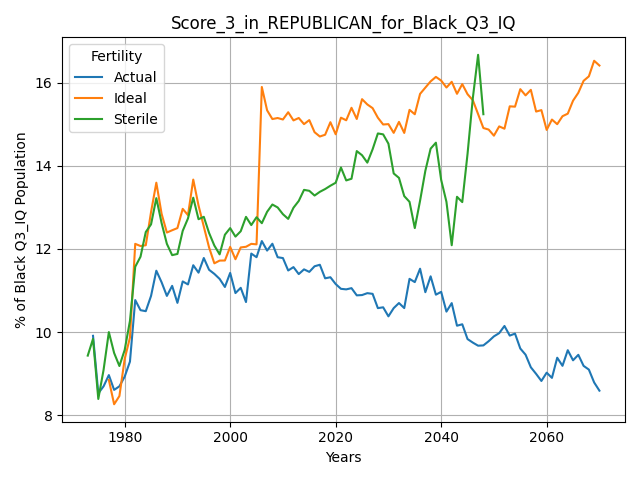 Score_3_in_REPUBLICAN_for_Black_Q3_IQ
Fertility
Actual
Ideal
Sterile
% of Black Q3_IQ Population
16
14
12
10
8
1980
2000
2020
2040
2060
Years